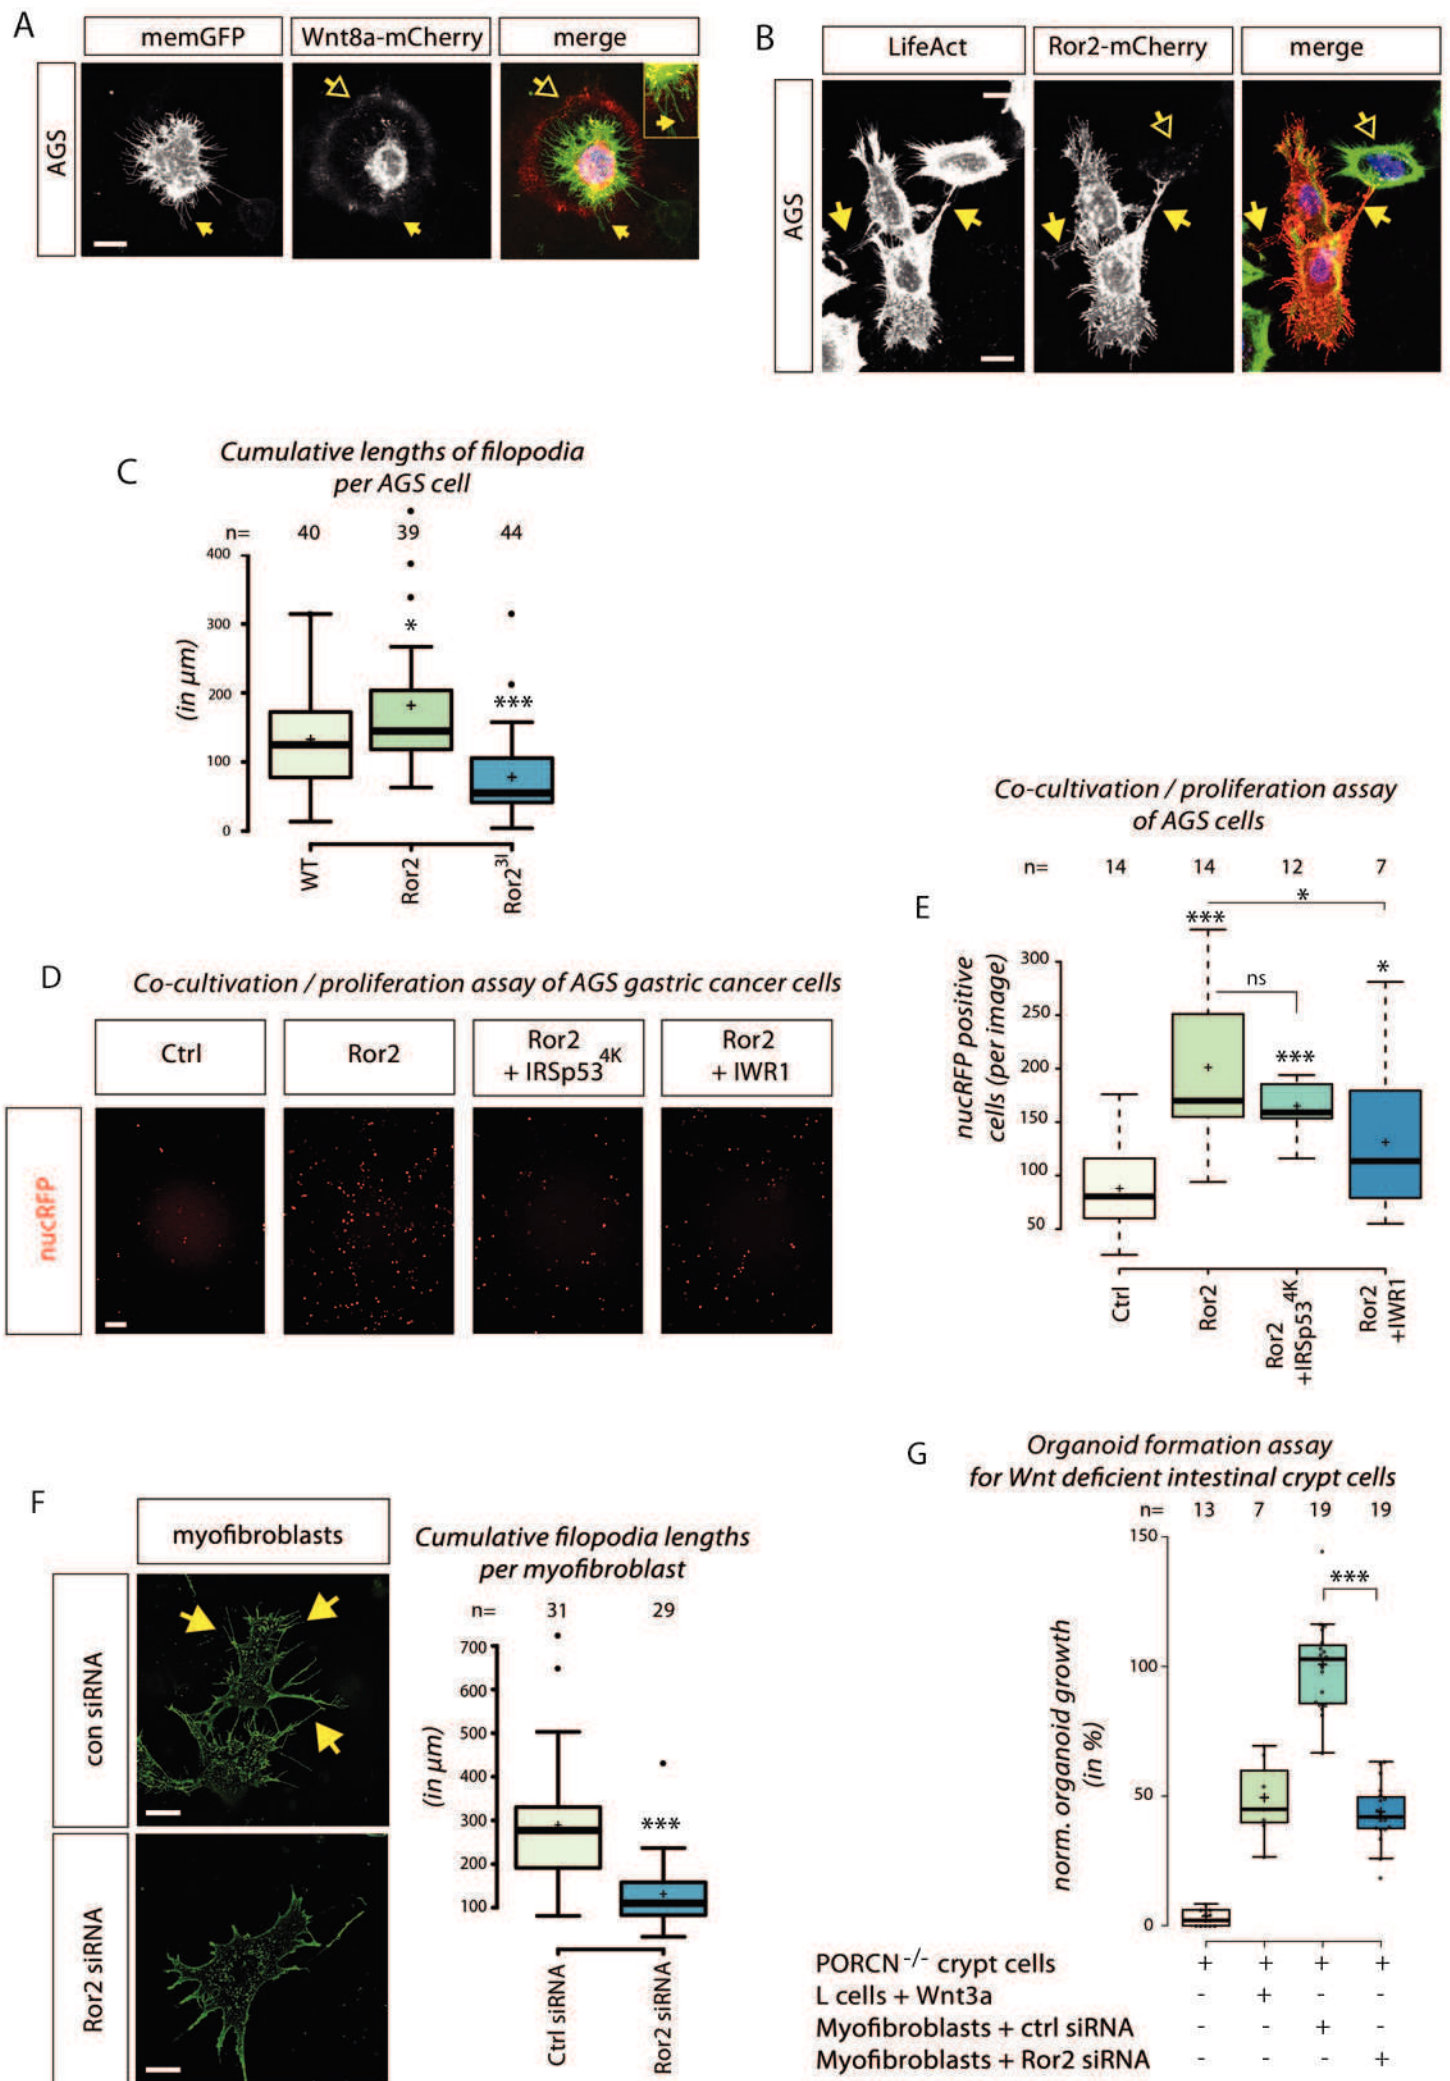 A
memGFP
Wnt8a-mCherry
merge
AGS
B
LifeAct
Ror2-mCherry
merge
AGS
C
Cumulative lengths of filopodia
per AGS cell
n= 40 39 44
400
300
200
100
0
(in µm)
*
***
WT
Ror2
Ror2 3I
D
Co-cultivation / proliferation assay of AGS gastric cancer cells
Ctrl
Ror2
Ror2
+ IRSp53 4K
Ror2
+ IWR1
nucRFP
Co-cultivation / proliferation assay
of AGS cells
n= 14 14 12 7
E
nucRFP positive
cells (per image)
300
250
200
150
100
50
***
*
ns
***
*
Ctrl
Ror2
Ror2 4K
+IRSp53
Ror2
+IWR1
F
myofibroblasts
con siRNA
Ror2 siRNA
Cumulative filopodia lengths
per myofibroblast
n= 31 29
700
600
500
400
300
200
100
(in µm)
***
Ctrl siRNA
Ror2 siRNA
G
Organoid formation assay
for Wnt deficient intestinal crypt cells
n= 13 7 19 19
150
100
50
0
norm. organoid growth
(in %)
***
PORCN -/- crypt cells + + + +
L cells + Wnt3a - + - -
Myofibroblasts + ctrl siRNA - - + -
Myofibroblasts + Ror2 siRNA - - - +